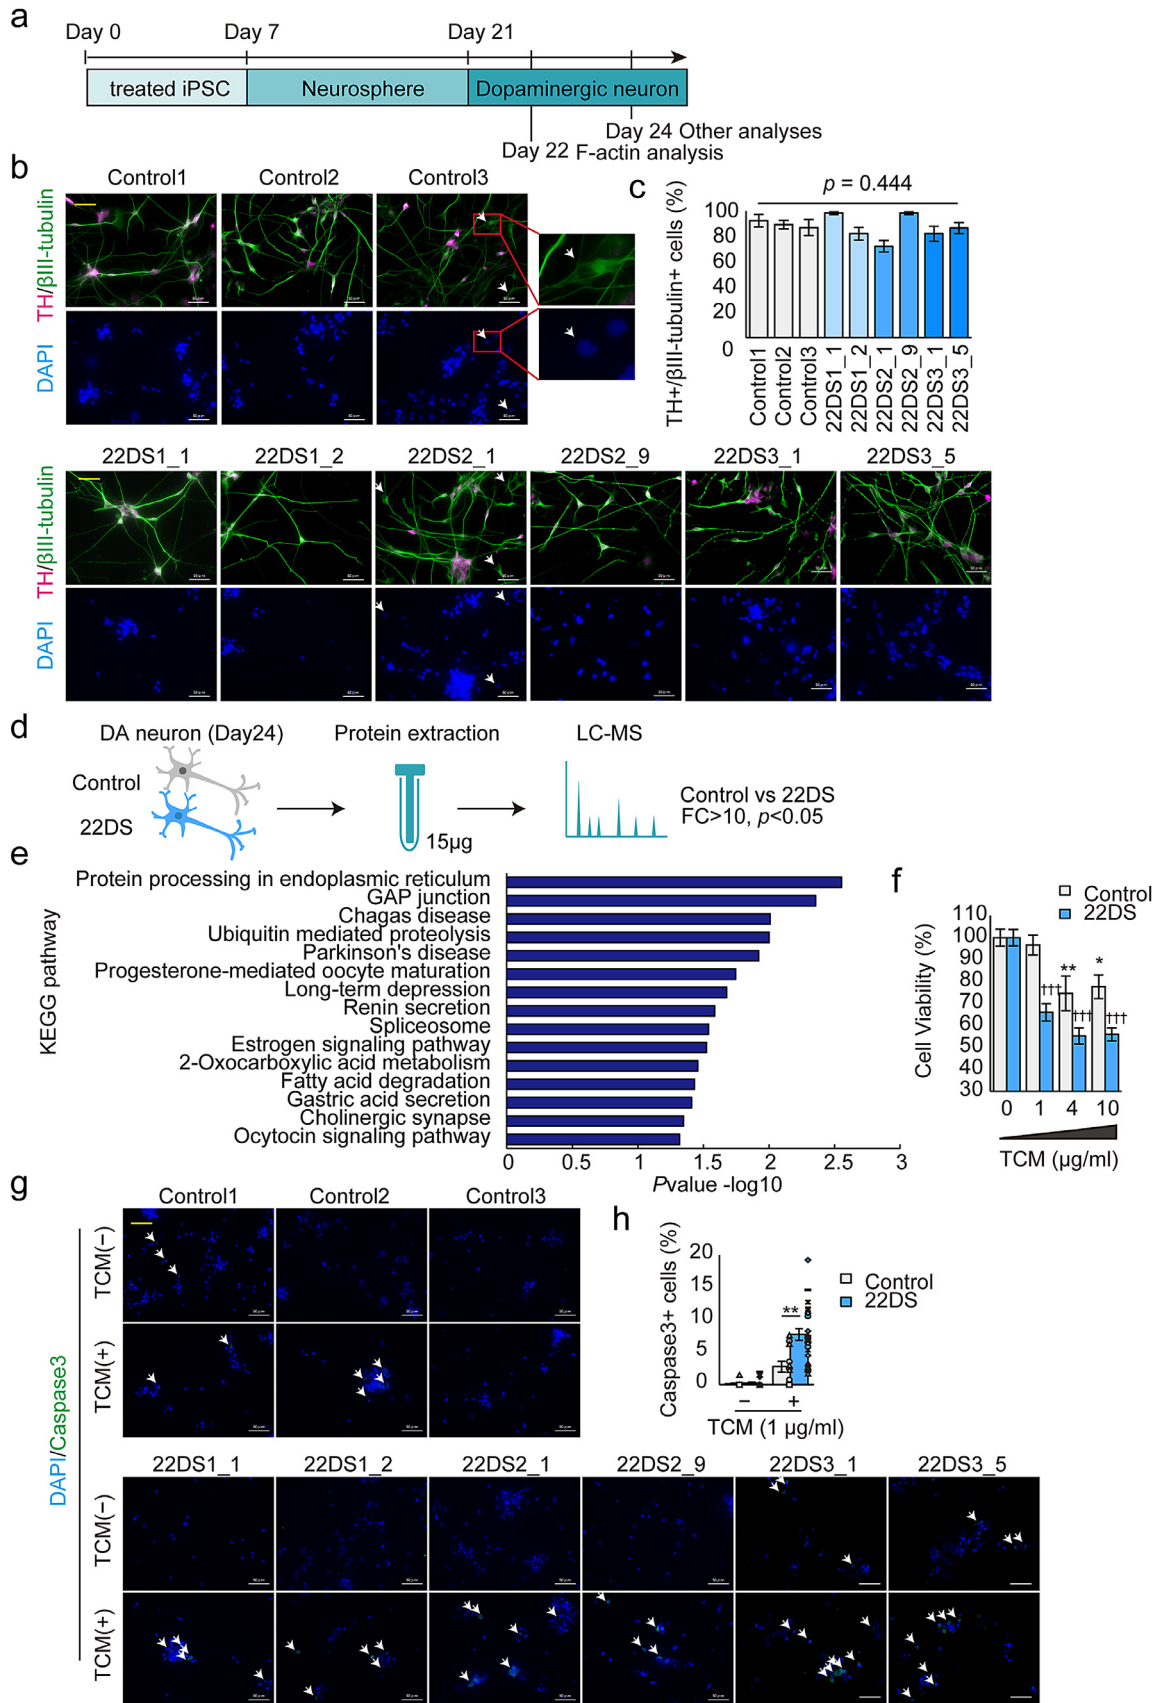 a
Day 0
Day 7
Day 21
treated iPSC
Neurosphere
Dopaminergic neuron
Day 24 Other analyses
Day 22 F-actin analysis
b
Control1
Control2
Control3
TH/βIII-tubulin
DAPI
22DS1_1
22DS1_2
22DS2_1
22DS2_9
22DS3_1
22DS3_5
TH/βIII-tubulin
DAPI
c
p = 0.444
TH+/βIII-tubulin+ cells (%)
100
80
60
40
20
0
Control1
Control2
Control3
22DS1_1
22DS1_2
22DS2_1
22DS2_9
22DS3_1
22DS3_5
d
DA neuron (Day24)
Protein extraction
LC-MS
Control
22DS
15μg
Control vs 22DS
FC>10, p<0.05
e
KEGG pathway
Protein processing in endoplasmic reticulum
GAP junction
Chagas disease
Ubiquitin mediated proteolysis
Parkinson's disease
Progesterone-mediated oocyte maturation
Long-term depression
Renin secretion
Spliceosome
Estrogen signaling pathway
2-Oxocarboxylic acid metabolism
Fatty acid degradation
Gastric acid secretion
Cholinergic synapse
Ocytocin signaling pathway
0
0.5
1
1.5
2
2.5
3
Pvalue -log10
f
Control
22DS
Cell Viability (%)
110
100
90
80
70
60
50
40
30
†††
**
†††
*
†††
0
1
4
10
TCM (μg/ml)
g
Control1
Control2
Control3
TCM(−)
TCM(+)
DAPI/Caspase3
22DS1_1
22DS1_2
22DS2_1
22DS2_9
22DS3_1
22DS3_5
TCM(−)
TCM(+)
h
Caspase3+ cells (%)
20
15
10
5
0
**
Control
22DS
−
+
TCM (1 μg/ml)